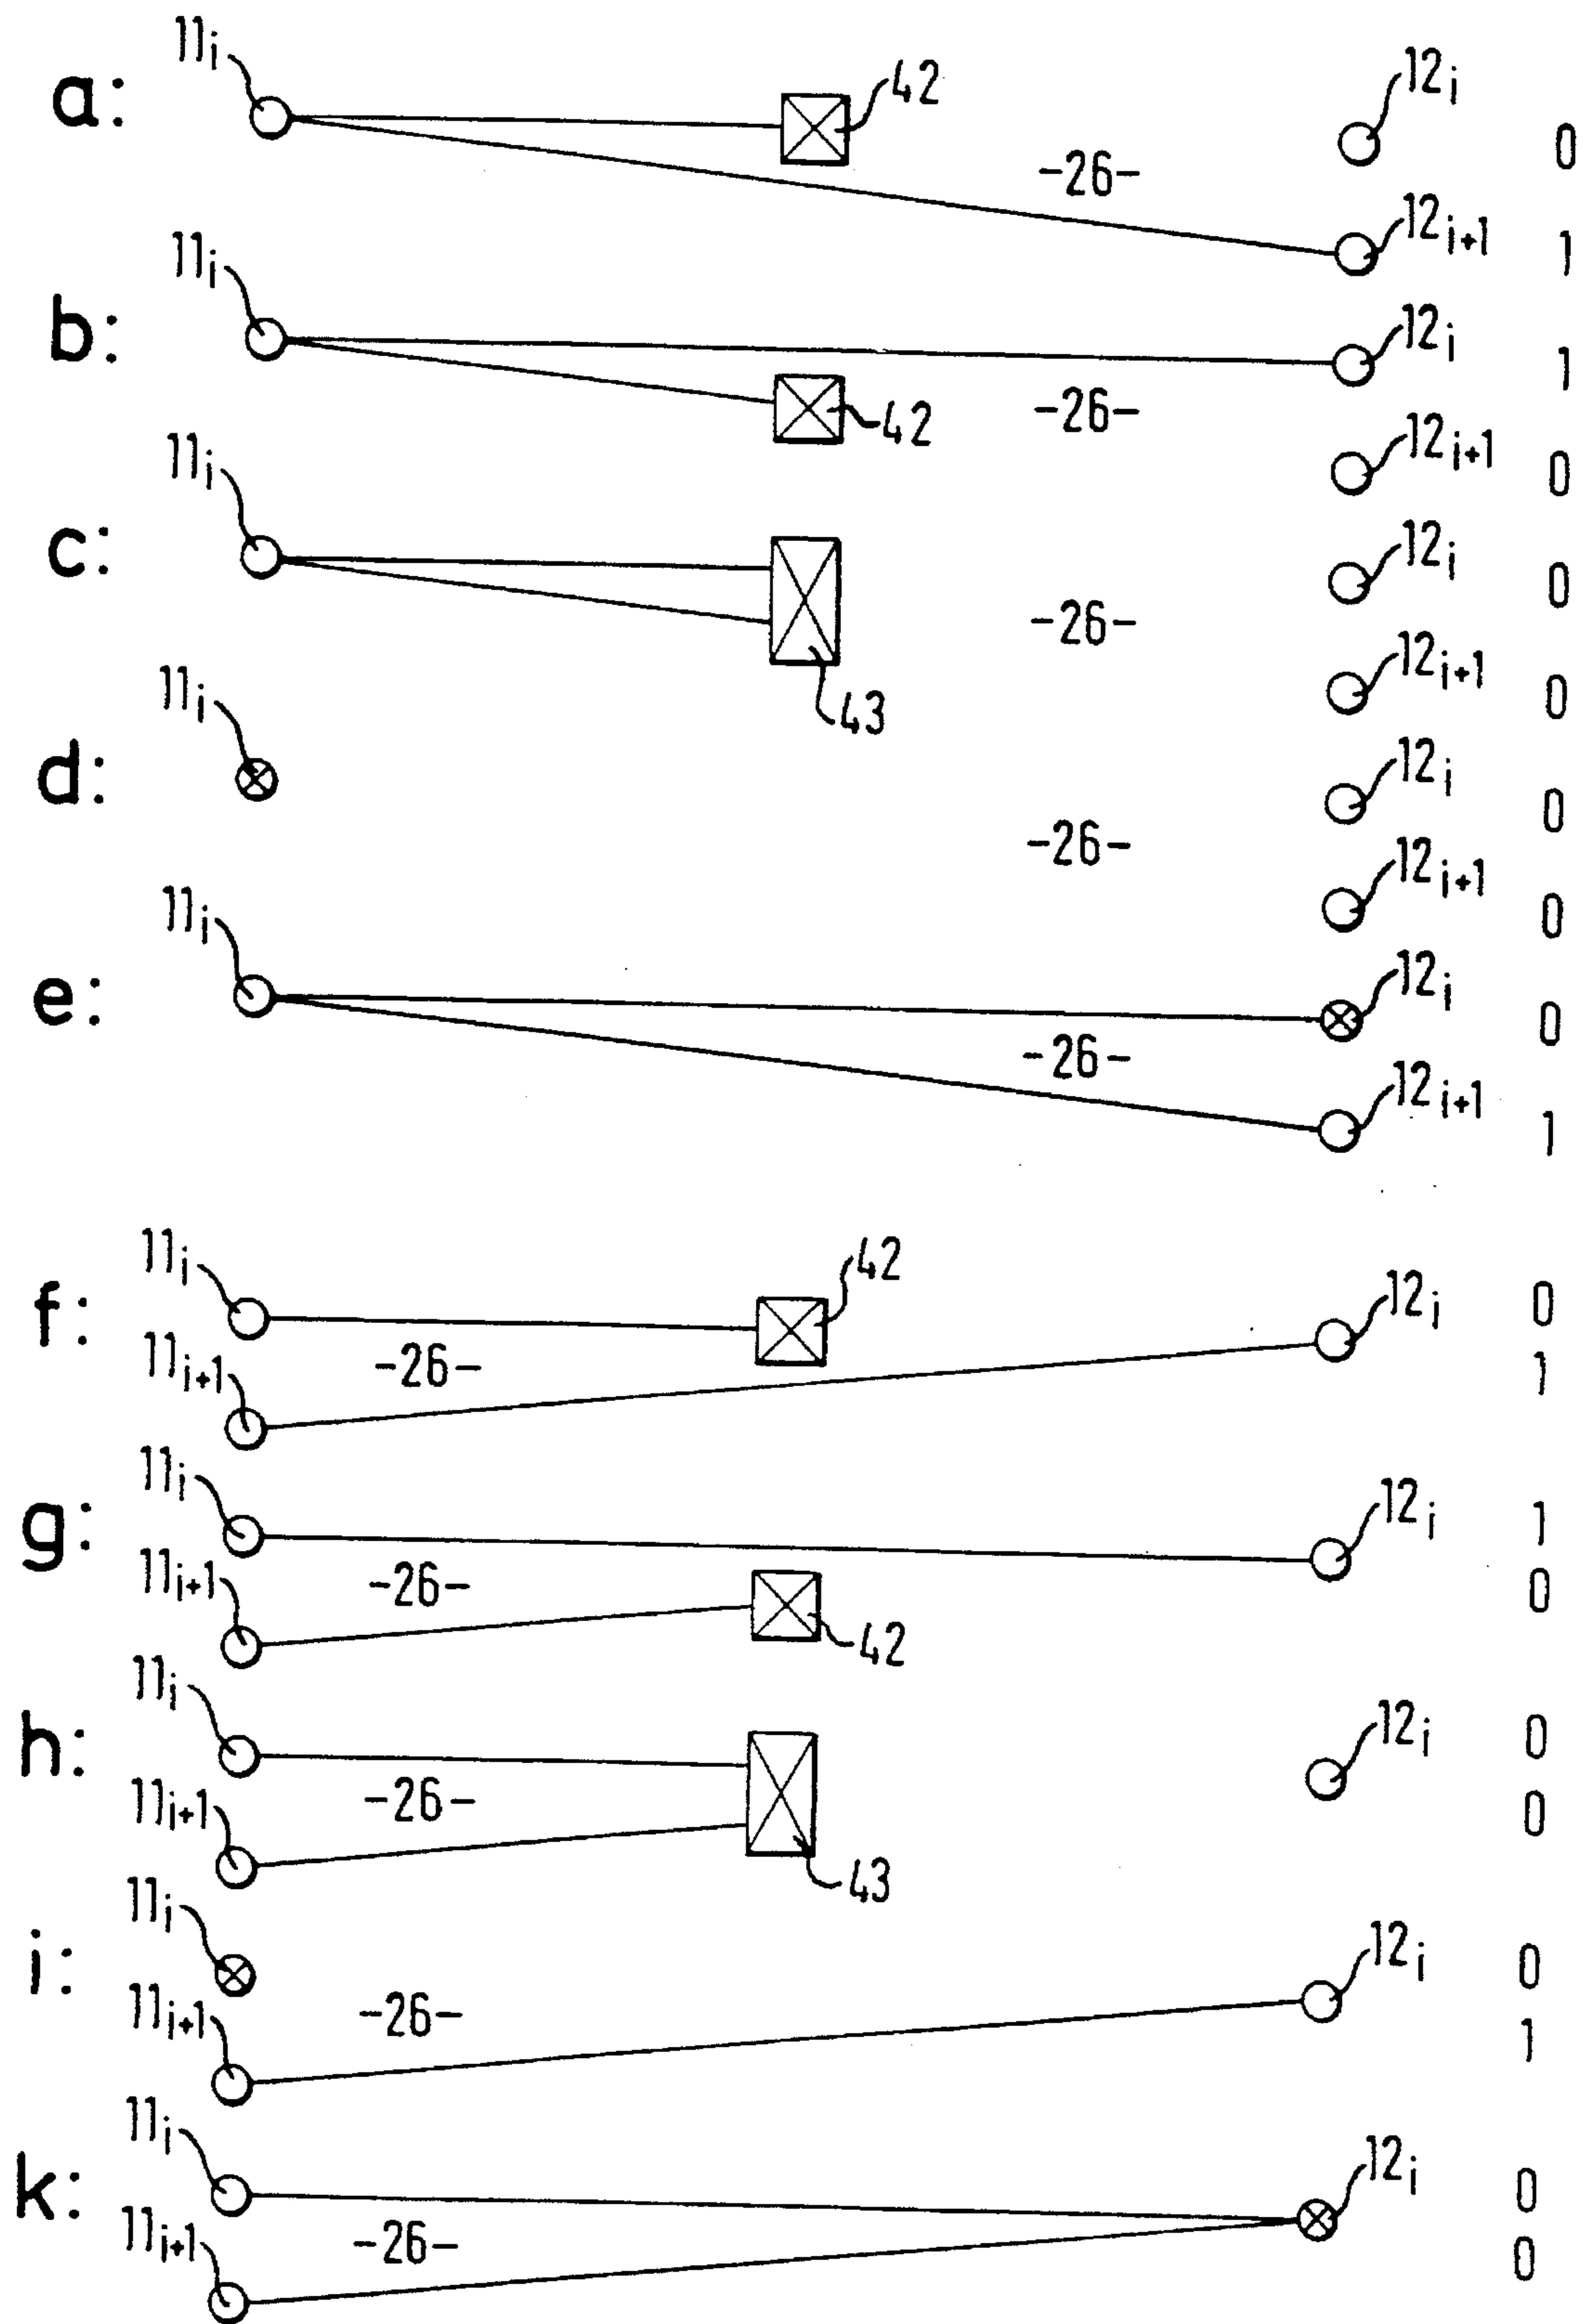 a: 11i 42 12i 0
-26-
12i+1 1
b: 11i 12i 1
42 -26-
12i+1 0
c: 11i 12i 0
-26-
43 12i+1 0
d: 11i 12i 0
-26-
12i+1 0
e: 11i 12i 0
-26-
12i+1 1
f: 11i 42 12i 0
11i+1 -26- 1
g: 11i 12i 1
11i+1 -26- 42 0
h: 11i 12i 0
11i+1 -26- 43 0
i: 11i 12i 0
11i+1 -26- 1
k: 11i 12i 0
11i+1 -26- 0